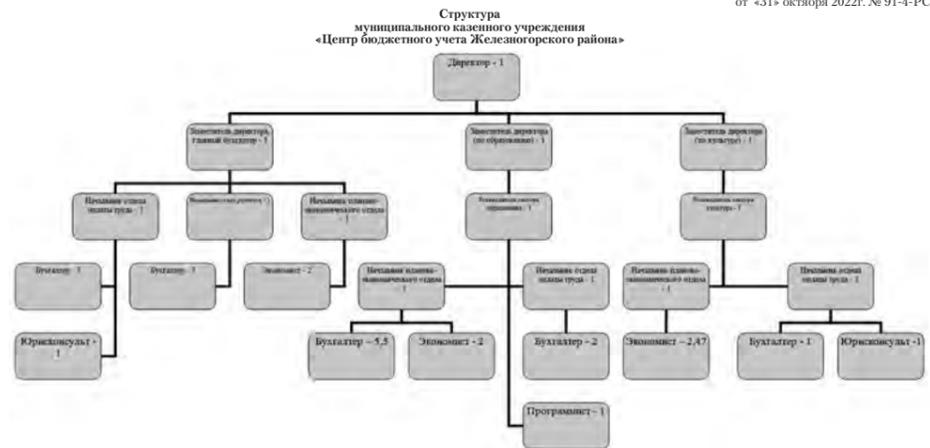 от «31» октября 2022г. № 91-4-РС
Структура
муниципального казенного учреждения
«Центр бюджетного учета Железногорского района»
Директор - 1
Заместитель директора,
главный бухгалтер - 1
Заместитель директора
(по образованию) - 1
Заместитель директора
(по культуре) - 1
Начальник отдела
оплаты труда - 1
Начальник планово-
экономического отдела
- 1
образования - 1
культуры - 1
Бухгалтер - 3
Бухгалтер - 3
Экономист - 2
Начальник планово-
экономического отдела
- 1
Начальник отдела
оплаты труда - 1
Начальник планово-
экономического отдела
- 1
Начальник отдела
оплаты труда - 1
Юрисконсульт -
1
Бухгалтер – 5,5
Экономист - 2
Бухгалтер - 2
Экономист – 2,47
Бухгалтер - 1
Юрисконсульт -1
Программист – 1